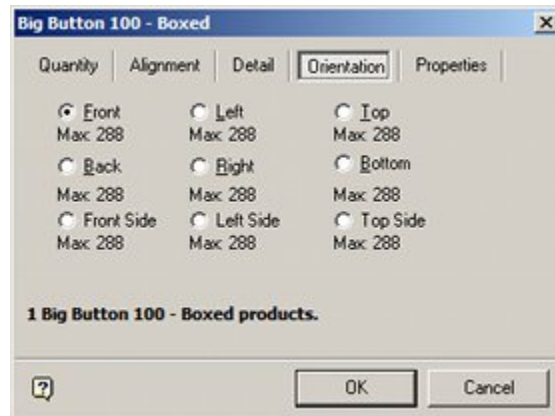 Big Button 100 - Boxed
Quantity Alignment Detail Orientation Properties
Front Left Top
Max: 288 Max: 288 Max: 288
Back Right Bottom
Max: 288 Max: 288 Max: 288
Front Side Left Side Top Side
Max: 288 Max: 288 Max: 288
1 Big Button 100 - Boxed products.
? OK Cancel